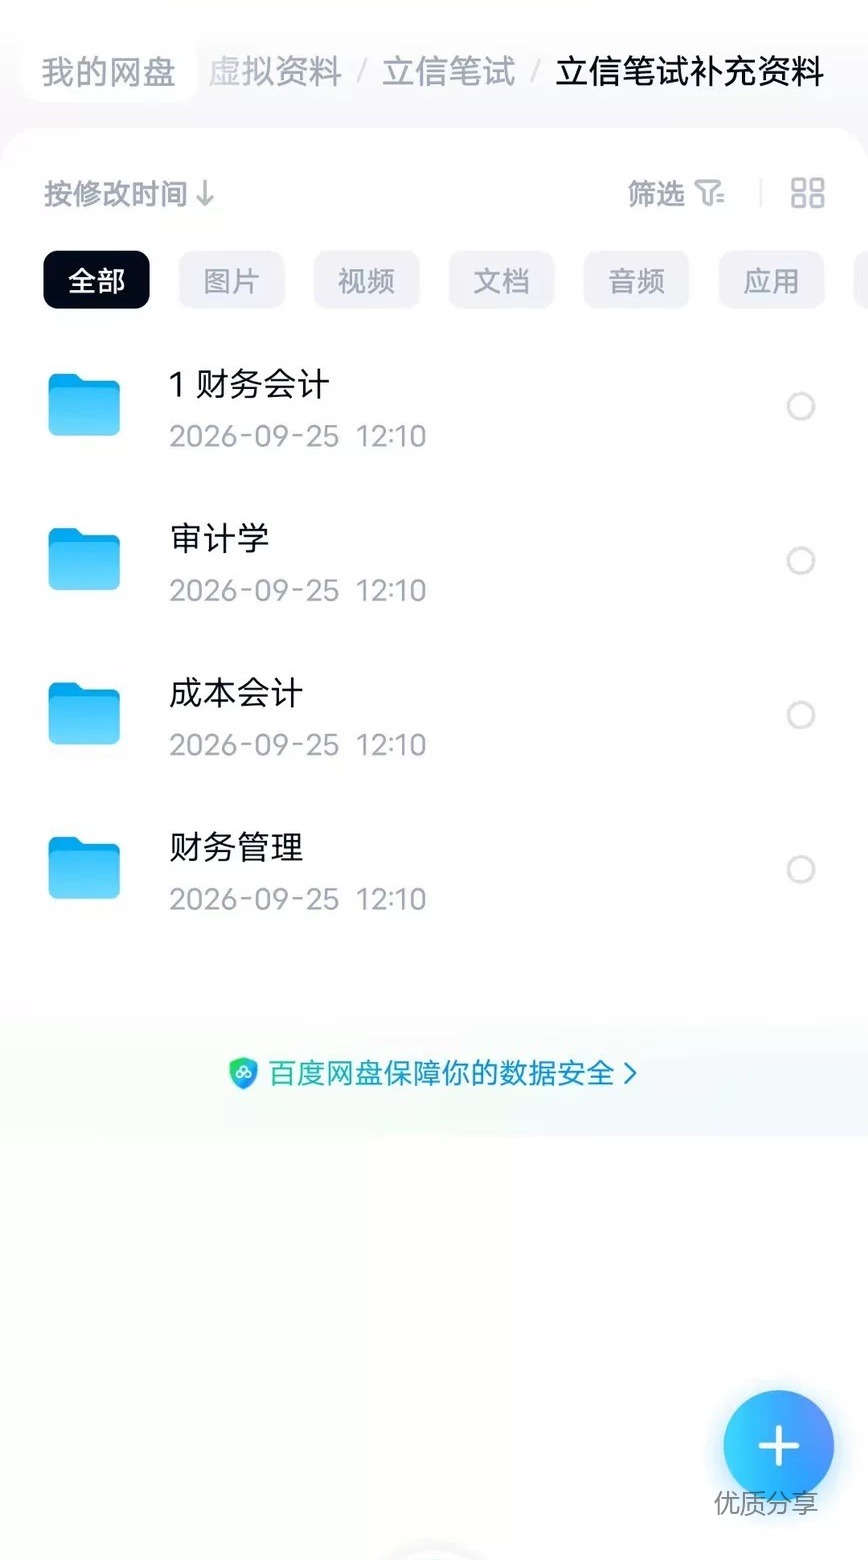 我的网盘 虚拟资料 / 立信笔试 / 立信笔试补充资料
按修改时间↓ 筛选
全部 图片 视频 文档 音频 应用
1 财务会计
2026-09-25 12:10
审计学
2026-09-25 12:10
成本会计
2026-09-25 12:10
财务管理
2026-09-25 12:10
百度网盘保障你的数据安全 >
优质分享